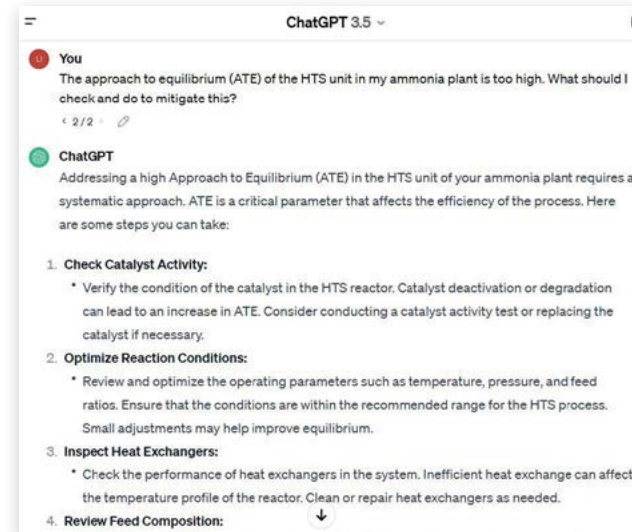 ChatGPT 3.5
You
The approach to equilibrium (ATE) of the HTS unit in my ammonia plant is too high. What should I
check and do to mitigate this?
2/2
ChatGPT
Addressing a high Approach to Equilibrium (ATE) in the HTS unit of your ammonia plant requires a
systematic approach. ATE is a critical parameter that affects the efficiency of the process. Here
are some steps you can take:
1. Check Catalyst Activity:
• Verify the condition of the catalyst in the HTS reactor. Catalyst deactivation or degradation
can lead to an increase in ATE. Consider conducting a catalyst activity test or replacing the
catalyst if necessary.
2. Optimize Reaction Conditions:
• Review and optimize the operating parameters such as temperature, pressure, and feed
ratios. Ensure that the conditions are within the recommended range for the HTS process.
Small adjustments may help improve equilibrium.
3. Inspect Heat Exchangers:
• Check the performance of heat exchangers in the system. Inefficient heat exchange can affect
the temperature profile of the reactor. Clean or repair heat exchangers as needed.
4. Review Feed Composition: